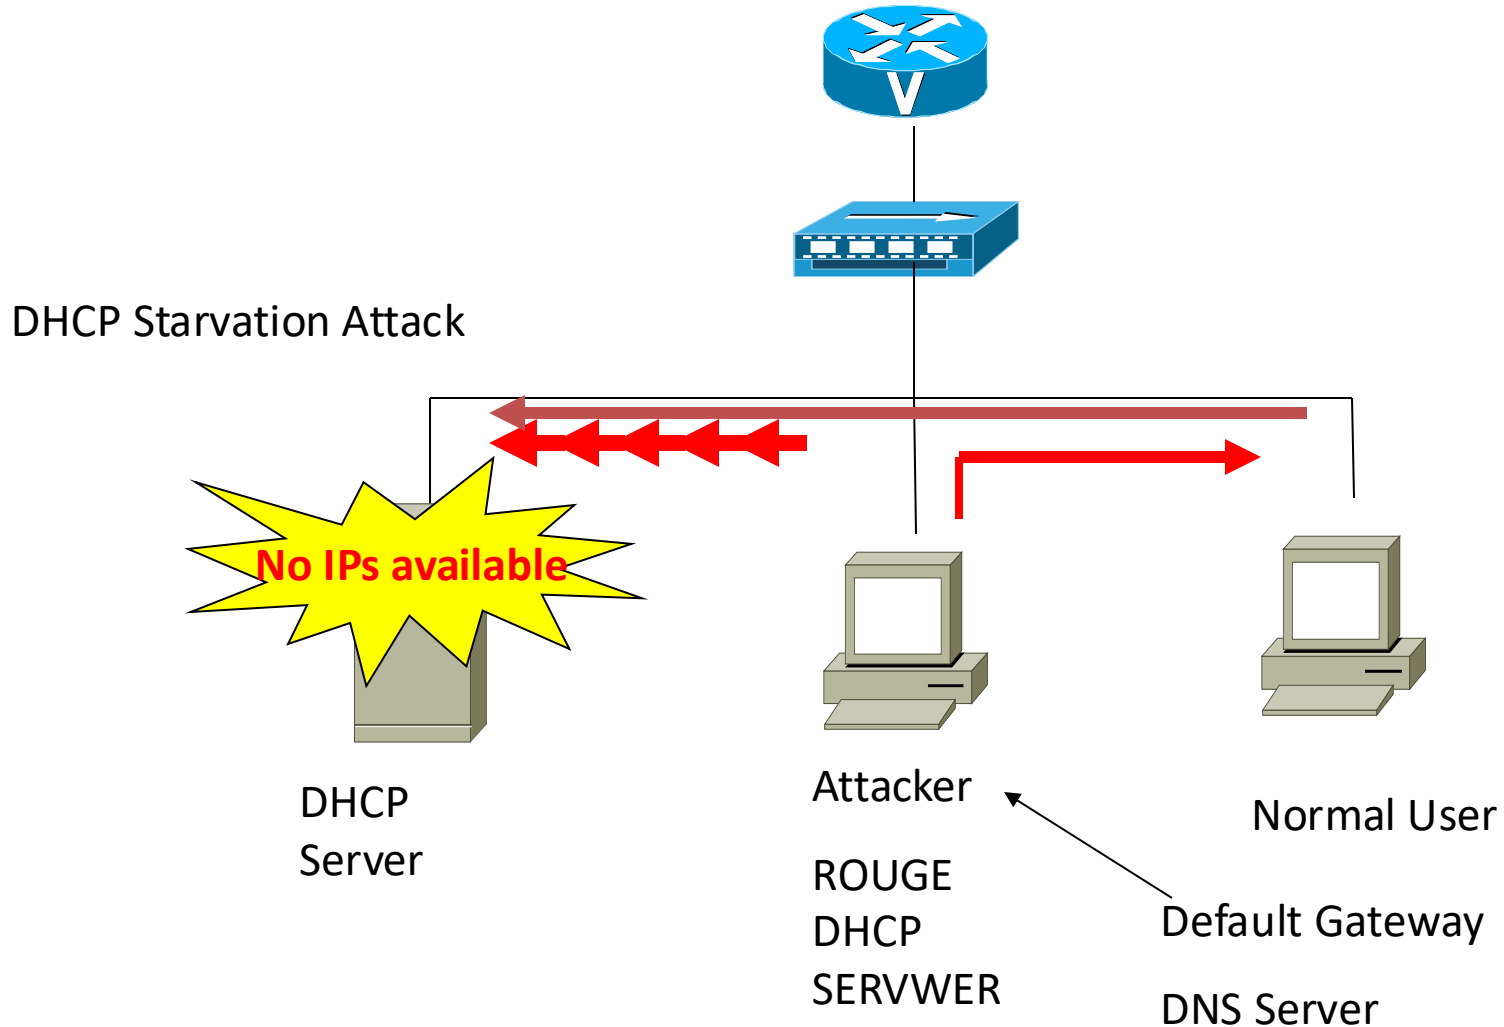 V
DHCP Starvation Attack
No IPs available
DHCP
Server
Attacker
ROUGE
DHCP
SERVWER
Normal User
Default Gateway
DNS Server